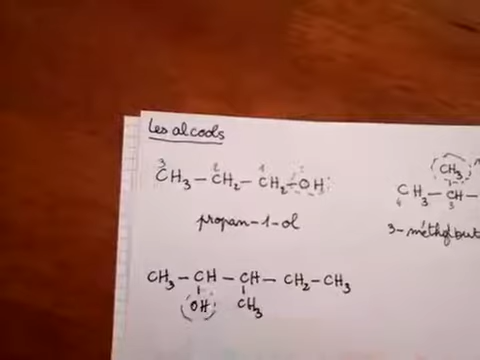 Les alcools
3 2 1
CH3 - CH2 - CH2 - OH
propan-1-ol
CH3
CH3 - CH -
4 3
3-méthylbut
CH3 - CH - CH - CH2 - CH3
OH CH3